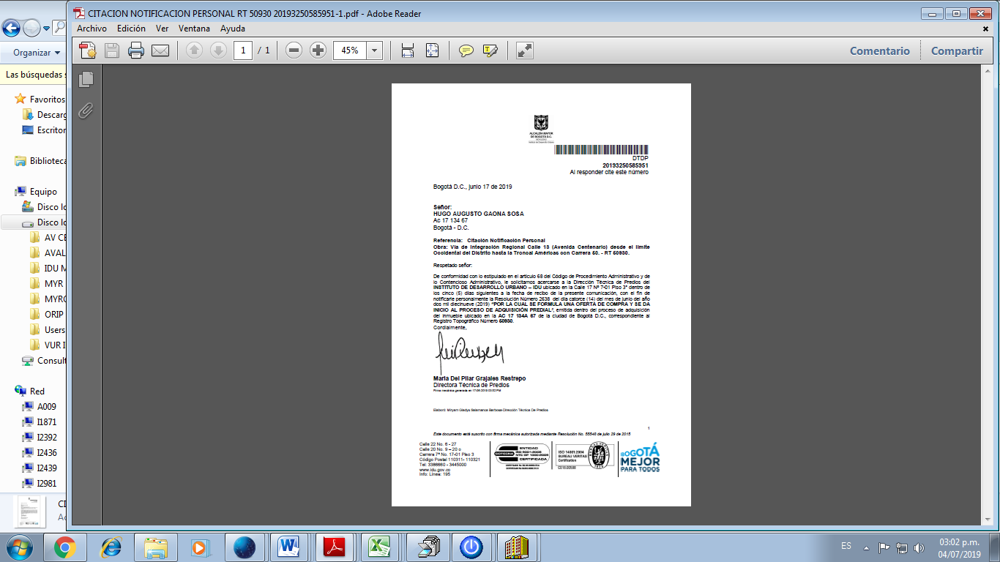 CITACION NOTIFICACION PERSONAL RT 50930 20193250585951-1.pdf - Adobe Reader
Archivo Edición Ver Ventana Ayuda
1 / 1 45% Comentario Compartir
Organizar
Las búsquedas s
Favoritos
Descarg
Escritor
Biblioteca
Equipo
Disco lo
Disco lo
AV CE
AVAL
IDU M
MYR
MYRC
ORIP
Users
VUR I
Consult
Red
A009
I1871
I2392
I2436
I2439
I2981
CI
Ac
ALCALDÍA MAYOR
DE BOGOTÁ D.C.
DTDP
20193250585951
Al responder cite este número
Bogotá D.C., junio 17 de 2019
Señor:
HUGO AUGUSTO GAONA SOSA
Ac 17 134 67
Bogotá - D.C.
Referencia: Citación Notificación Personal
Obra: Vía de Integración Regional Calle 13 (Avenida Centenario) desde el límite
Occidental del Distrito hasta la Troncal Américas con Carrera 50. - RT 50930.
Respetado señor:
De conformidad con lo estipulado en el artículo 68 del Código de Procedimiento Administrativo y de
lo Contencioso Administrativo, le solicitamos acercarse a la Dirección Técnica de Predios del
INSTITUTO DE DESARROLLO URBANO – IDU ubicado en la Calle 17 Nº 7-01 Piso 3° dentro de
los cinco (5) días siguientes a la fecha de recibo de la presente comunicación, con el fin de
notificarle personalmente la Resolución Número 2638 del día catorce (14) del mes de junio del año
dos mil diecinueve (2019) "POR LA CUAL SE FORMULA UNA OFERTA DE COMPRA Y SE DA
INICIO AL PROCESO DE ADQUISICIÓN PREDIAL", emitida dentro del proceso de adquisición
del inmueble ubicado en la AC 17 134A 67 de la ciudad de Bogotá D.C., correspondiente al
Registro Topográfico Número 50930.
Cordialmente,
Maria Del Pilar Grajales Restrepo
Directora Técnica de Predios
Firma mecánica generada en 17-06-2019 03:52 PM
Elaboró: Miryam Gladys Salamanca Barbosa-Dirección Técnica De Predios
1
Este documento está suscrito con firma mecánica autorizada mediante Resolución No. 55548 de julio 29 de 2015
Calle 22 No. 6 - 27
Calle 20 No. 9 – 20 o
Carrera 7ª No. 17-01 Piso 3
Código Postal 110311- 110321
Tel: 3386660 - 3445000
www.idu.gov.co
Info: Línea: 195
ENTIDAD
ISO 9001:2008
NTC GP 1000:2009
CERTIFICADA
COTECNA
ISO 14001:2004
BUREAU VERITAS
Certification
BUREAU VERITAS
BOGOTÁ
MEJOR
PARA TODOS
ES
03:02 p.m.
04/07/2019